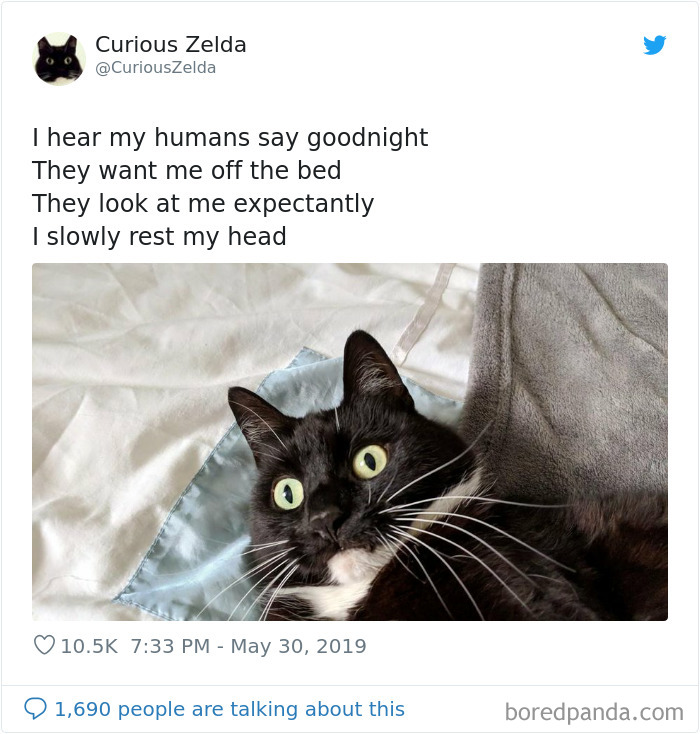 Curious Zelda
@CuriousZelda
I hear my humans say goodnight
They want me off the bed
They look at me expectantly
I slowly rest my head
10.5K 7:33 PM - May 30, 2019
1,690 people are talking about this
boredpanda.com